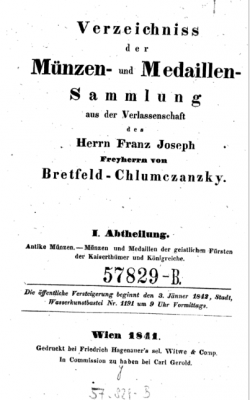 Verzeichniss
der
Münzen- und Medaillen-
Sammlung
aus der Verlassenschaft
des
Herrn Franz Joseph
Freyherrn von
Bretfeld-Chlumczanzky.
I. Abtheilung.
Antike Münzen. — Münzen und Medaillen der geistlichen Fürsten
der Kaiserthümer und Königreiche.
57829-B.
Die öffentliche Versteigerung beginnt den 3. Jänner 1842, Stadt,
Wasserkunstbastei Nr. 1191 um 9 Uhr Vormittags.
Wien 1841.
Gedruckt bei Friedrich Hagenauer's sel. Witwe & Comp.
In Commission zu haben bei Carl Gerold.